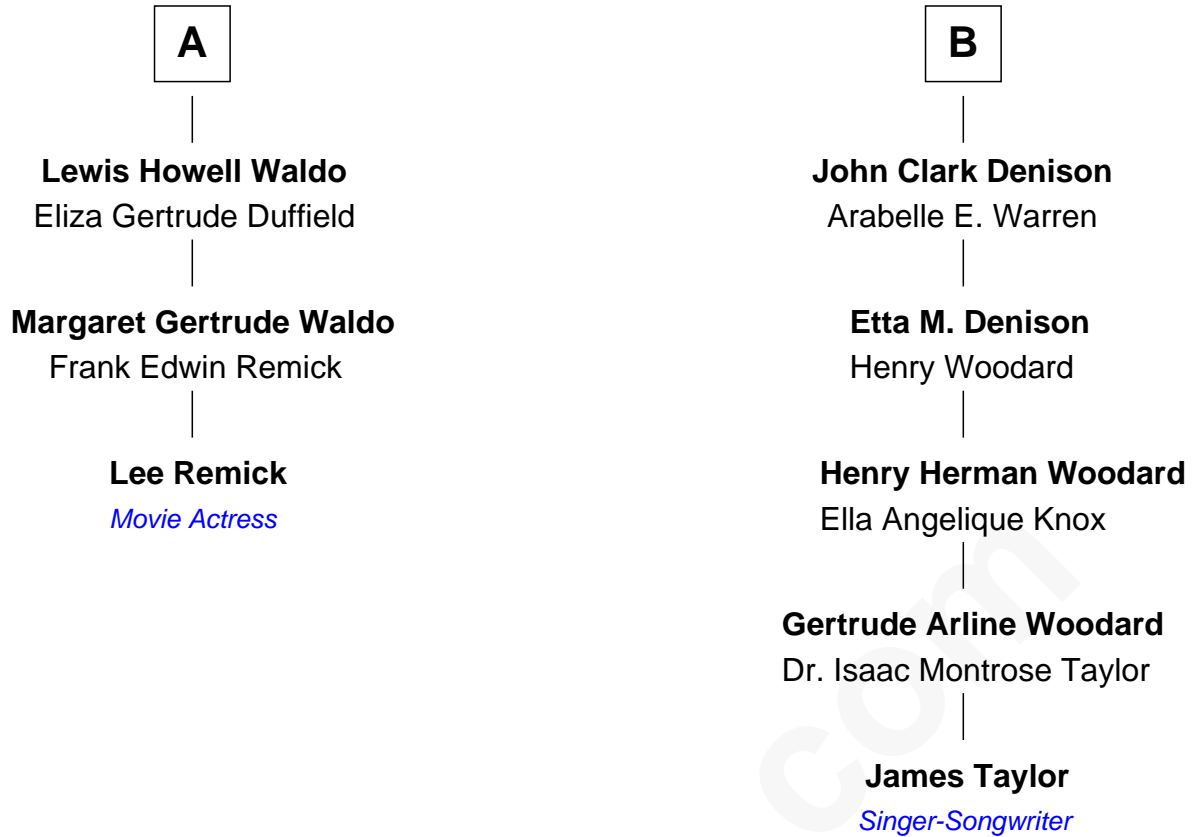 A
Lewis Howell Waldo
Eliza Gertrude Duffield
Margaret Gertrude Waldo
Frank Edwin Remick
Lee Remick
Movie Actress
B
John Clark Denison
Arabelle E. Warren
Etta M. Denison
Henry Woodard
Henry Herman Woodard
Ella Angelique Knox
Gertrude Arline Woodard
Dr. Isaac Montrose Taylor
James Taylor
Singer-Songwriter
com